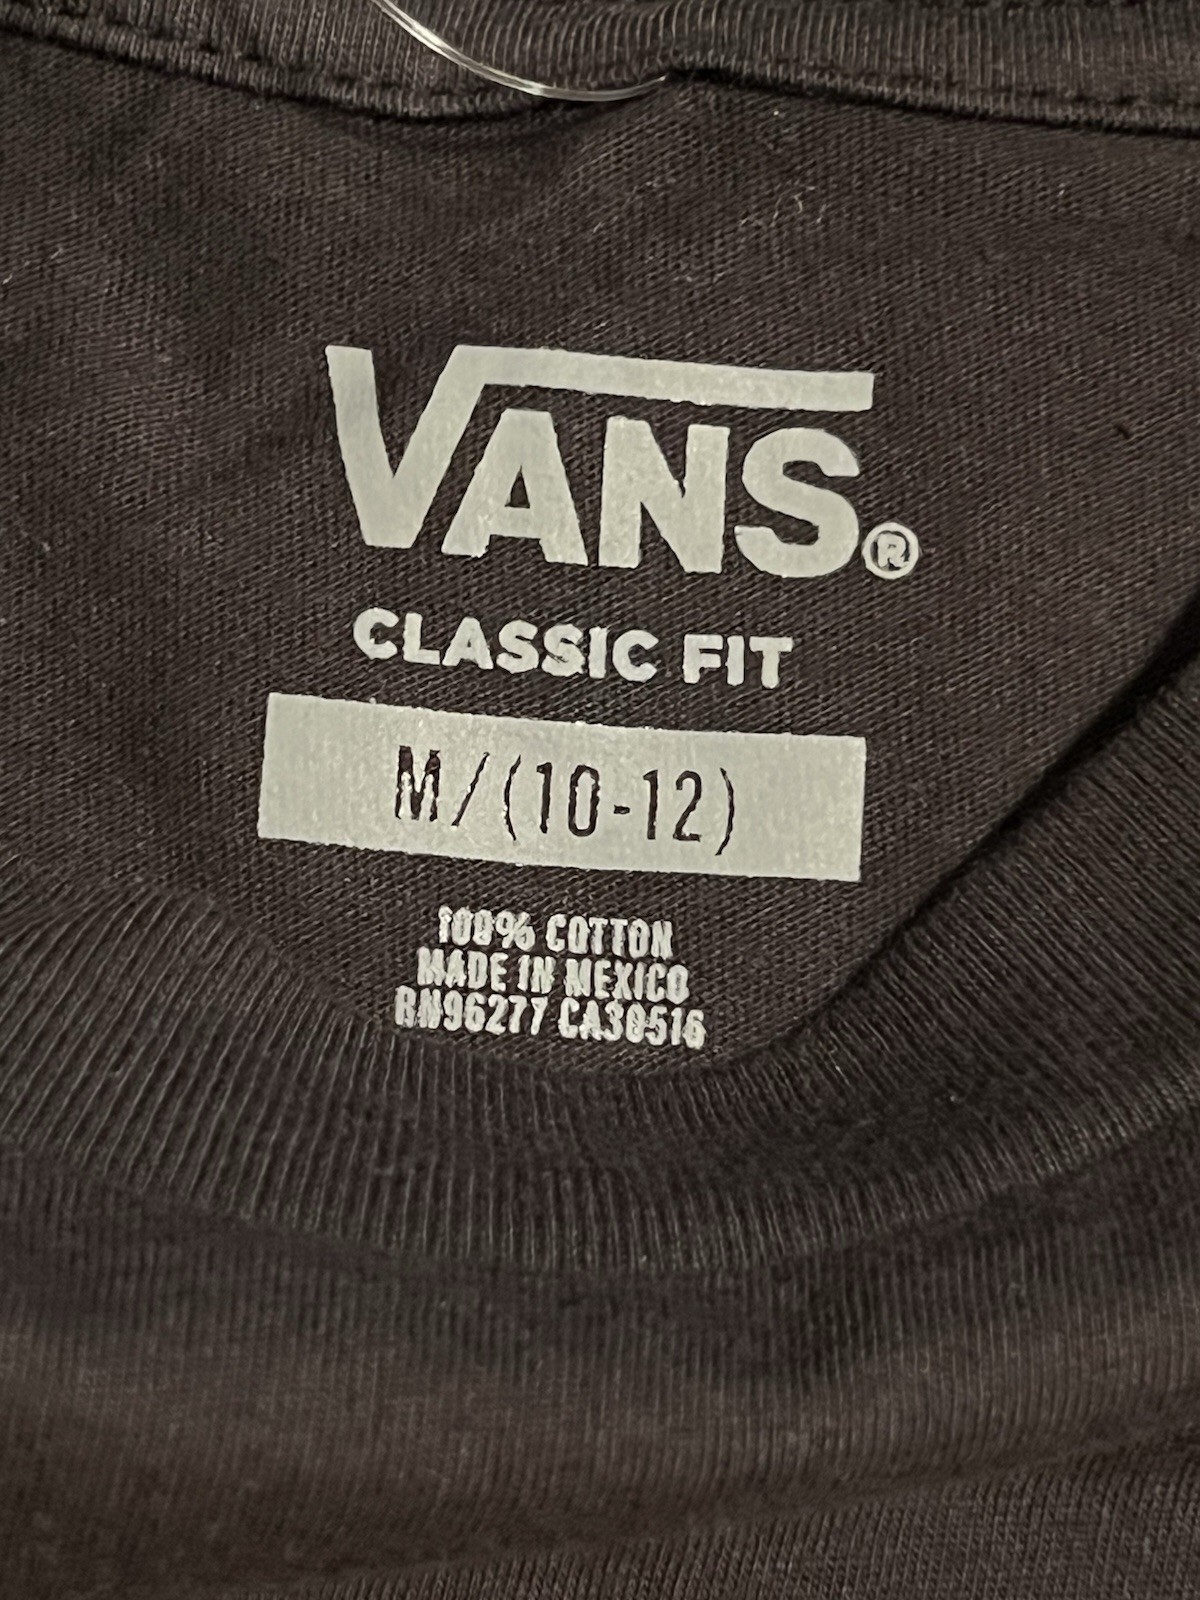 VANS®
CLASSIC FIT
M/(10-12)
100% COTTON
MADE IN MEXICO
RN96277 CA30516